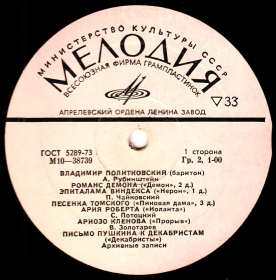 МИНИСТЕРСТВО КУЛЬТУРЫ СССР
МЕЛОДИЯ
ВСЕСОЮЗНАЯ ФИРМА ГРАМПЛАСТИНОК
АПРЕЛЕВСКИЙ ОРДЕНА ЛЕНИНА ЗАВОД
▽33
ГОСТ 5289-73
М10—38739
1 сторона
Гр. 2. 1-00
ВЛАДИМИР ПОЛИТКОВСКИЙ (баритон)
А. Рубинштейн
РОМАНС ДЕМОНА («Демон», 2 д.)
ЭПИТАЛАМА ВИНДЕКСА («Нерон», 1 д.)
П. Чайковский
ПЕСЕНКА ТОМСКОГО («Пиковая дама», 3 д.)
АРИЯ РОБЕРТА («Иоланта»)
С. Потоцкий
АРИОЗО КЛЕНОВА («Прорыв»)
В. Золотарев
ПИСЬМО ПУШКИНА К ДЕКАБРИСТАМ
(«Декабристы»)
Архивные записи